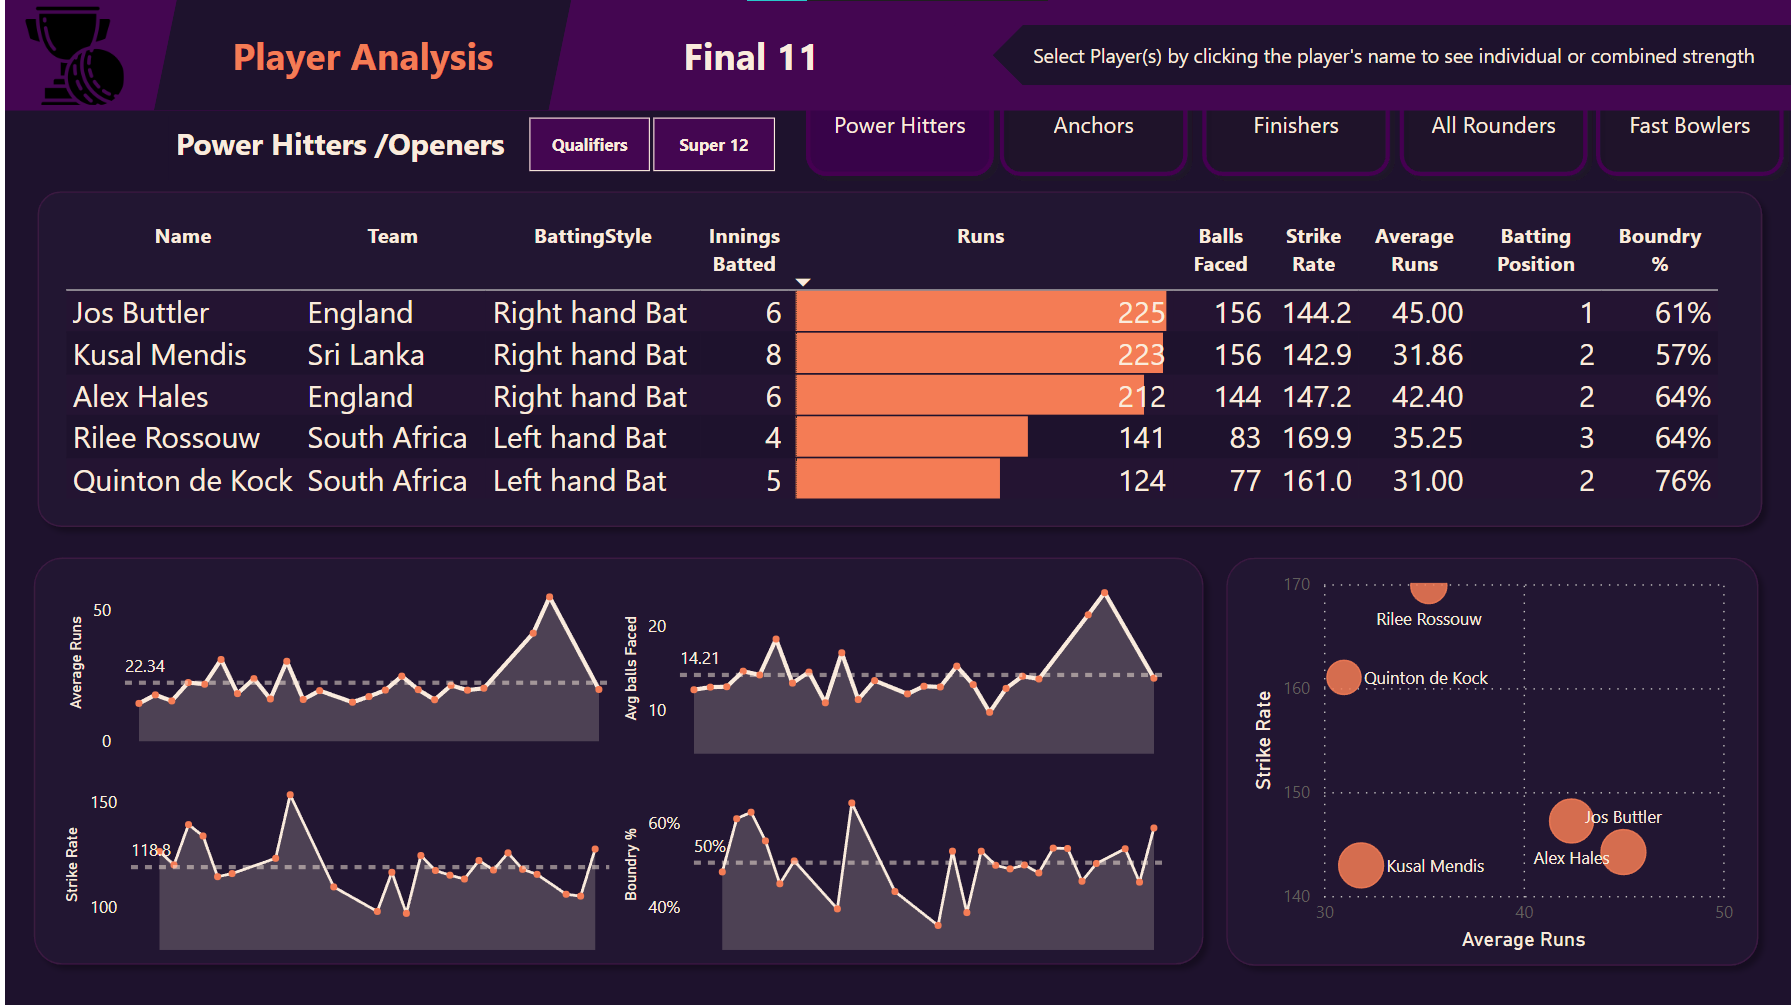 Player Analysis
Final 11
Select Player(s) by clicking the player's name to see individual or combined strength
Power Hitters /Openers
Qualifiers
Super 12
Power Hitters
Anchors
Finishers
All Rounders
Fast Bowlers
Name Team BattingStyle Innings Batted Runs Balls Faced Strike Rate Average Runs Batting Position Boundry %
Jos Buttler England Right hand Bat 6 225 156 144.2 45.00 1 61%
Kusal Mendis Sri Lanka Right hand Bat 8 223 156 142.9 31.86 2 57%
Alex Hales England Right hand Bat 6 212 144 147.2 42.40 2 64%
Rilee Rossouw South Africa Left hand Bat 4 141 83 169.9 35.25 3 64%
Quinton de Kock South Africa Left hand Bat 5 124 77 161.0 31.00 2 76%
Average Runs
50
22.34
0
Avg balls Faced
20
14.21
10
Strike Rate
150
118.8
100
Boundry %
60%
50%
40%
Strike Rate
170
Rilee Rossouw
160
Quinton de Kock
150
Jos Buttler
Alex Hales
Kusal Mendis
140
30 40 50
Average Runs